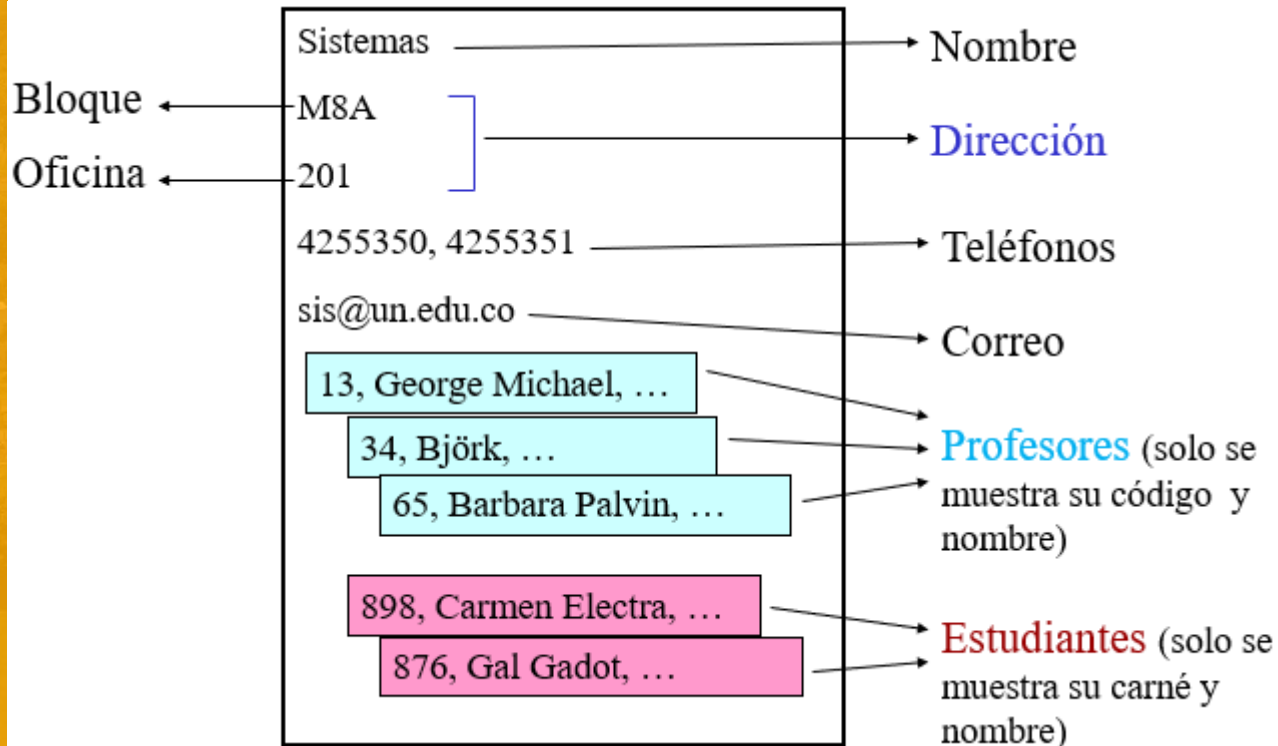 Sistemas
Nombre
Bloque
M8A
Dirección
Oficina
201
4255350, 4255351
Teléfonos
sis@un.edu.co
Correo
13, George Michael, …
34, Björk, …
65, Barbara Palvin, …
Profesores (solo se
muestra su código y
nombre)
898, Carmen Electra, …
876, Gal Gadot, …
Estudiantes (solo se
muestra su carné y
nombre)